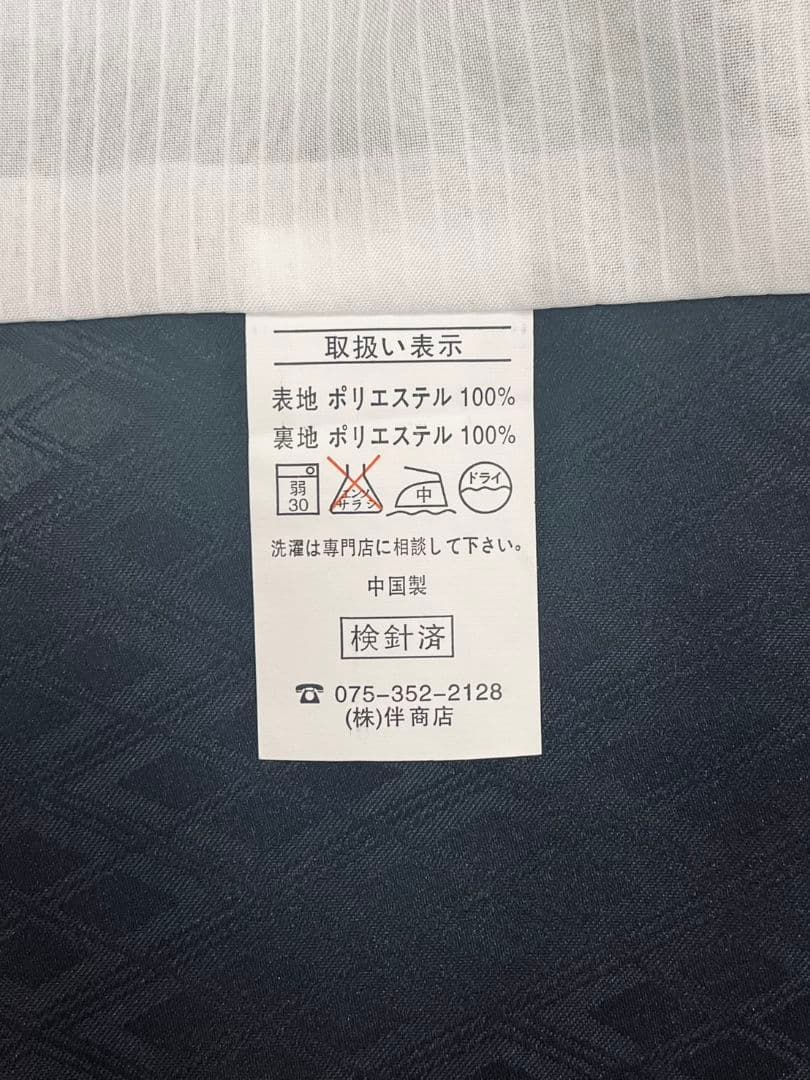 取扱い表示
表地 ポリエステル 100%
裏地 ポリエステル 100%
弱
30
エンソ
サラシ
中
ドライ
洗濯は専門店に相談して下さい。
中国製
検針済
☎ 075-352-2128
(株)伴商店